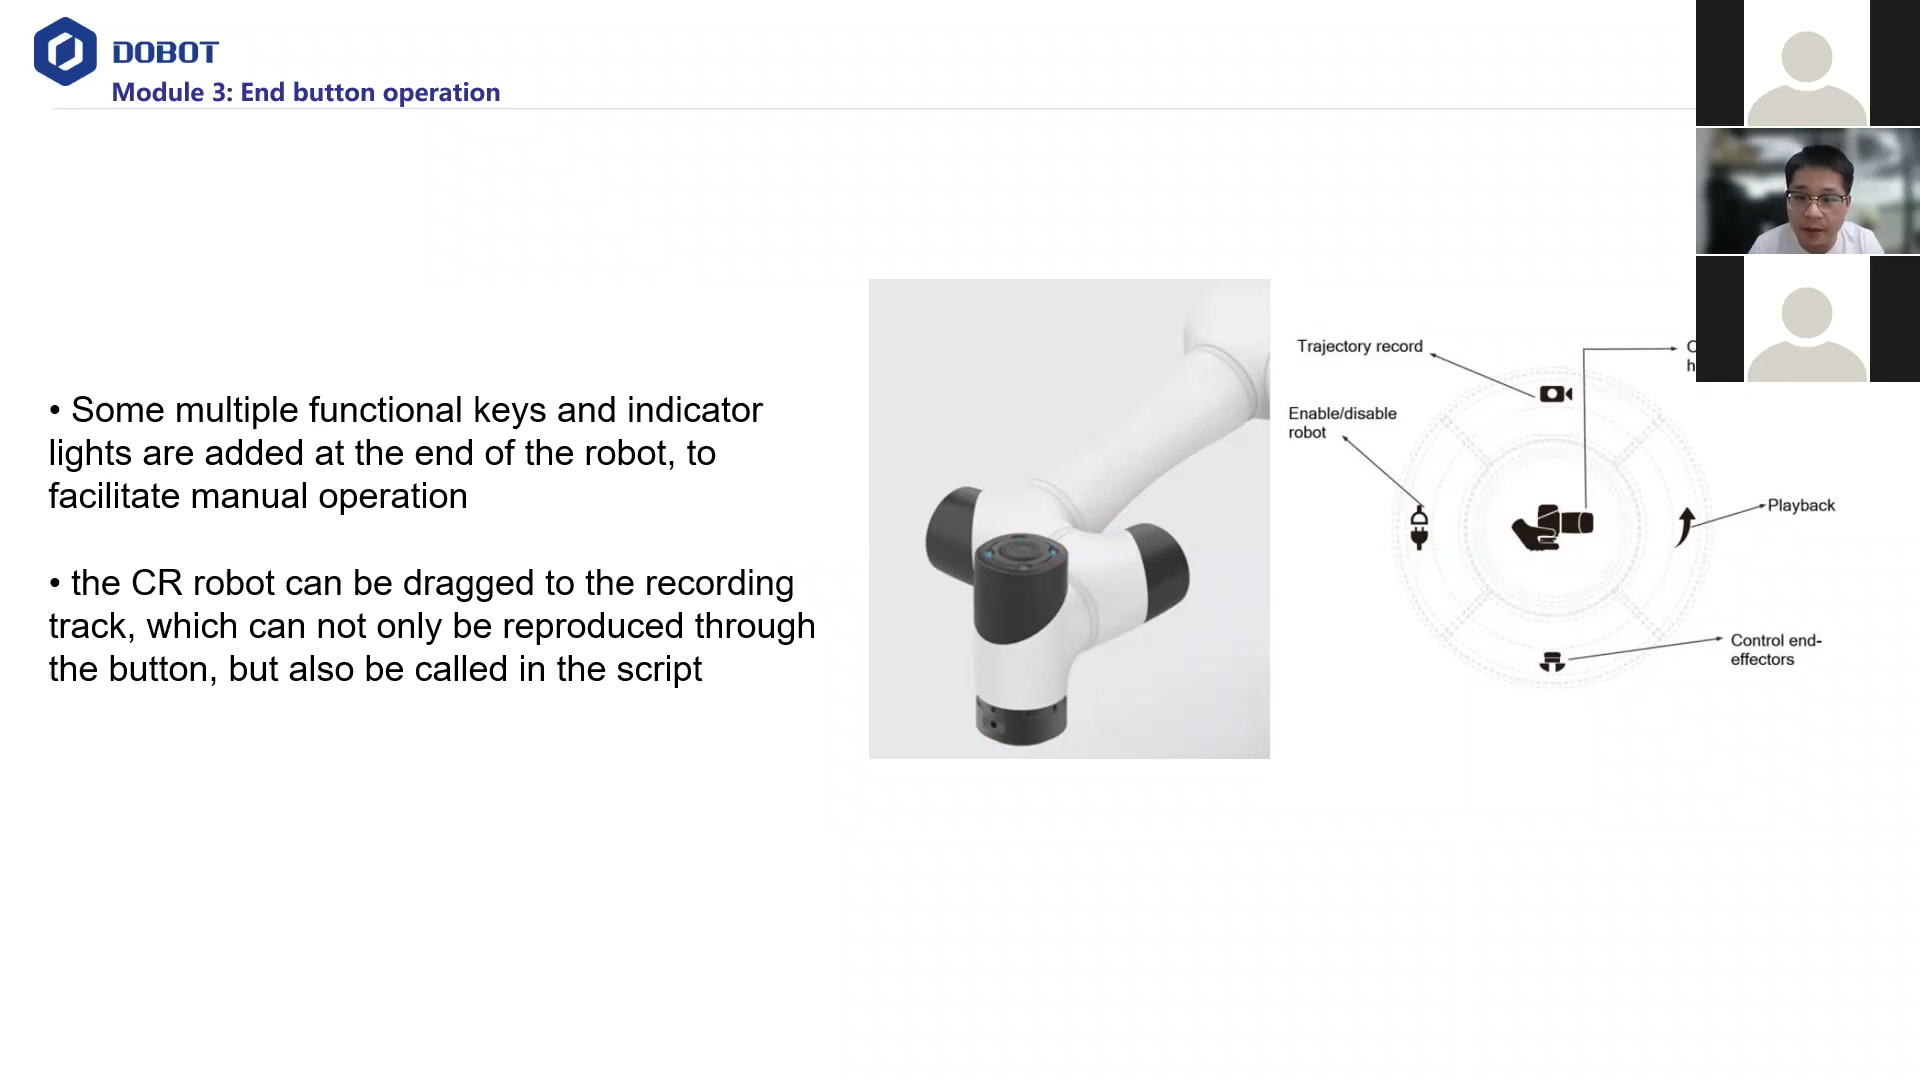 DOBOT
Module 3: End button operation
• Some multiple functional keys and indicator
lights are added at the end of the robot, to
facilitate manual operation
• the CR robot can be dragged to the recording
track, which can not only be reproduced through
the button, but also be called in the script
Trajectory record
Enable/disable
robot
Playback
Control end-
effectors